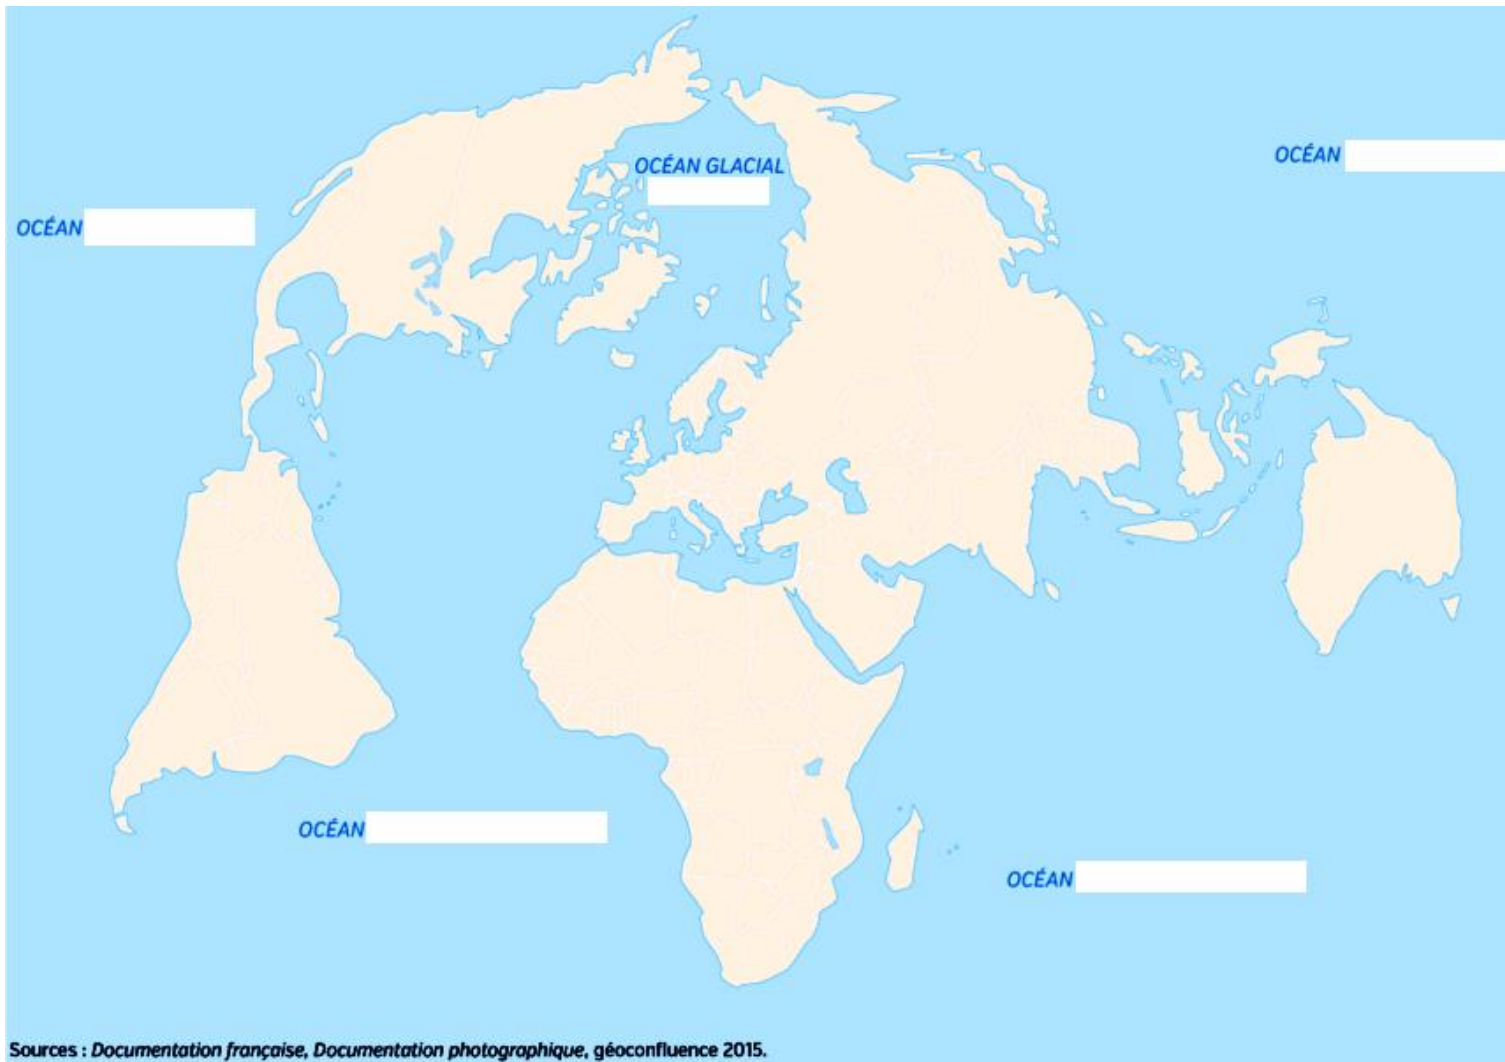 OCÉAN
OCÉAN GLACIAL
OCÉAN
OCÉAN
OCÉAN
Sources : Documentation française, Documentation photographique, géoconfluence 2015.